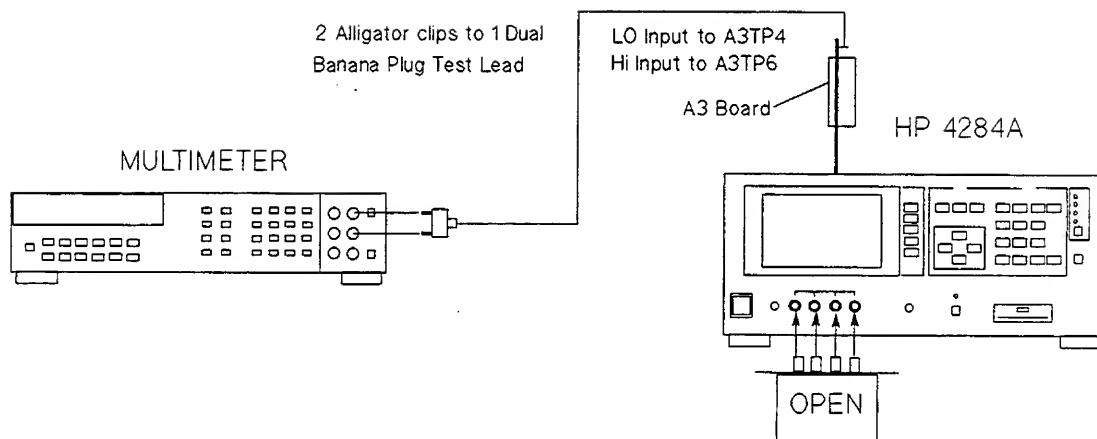 2 Alligator clips to 1 Dual
Banana Plug Test Lead
LO Input to A3TP4
Hi Input to A3TP6
A3 Board
HP 4284A
MULTIMETER
OPEN